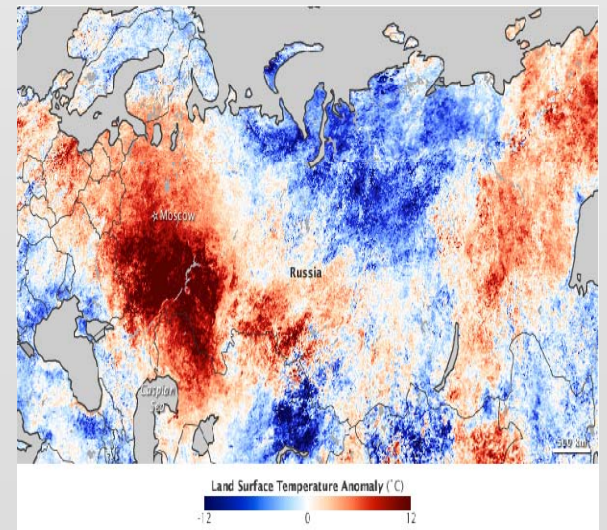 ☆Moscow
Russia
Caspian
Sea
500 km
Land Surface Temperature Anomaly (°C)
-12 0 12